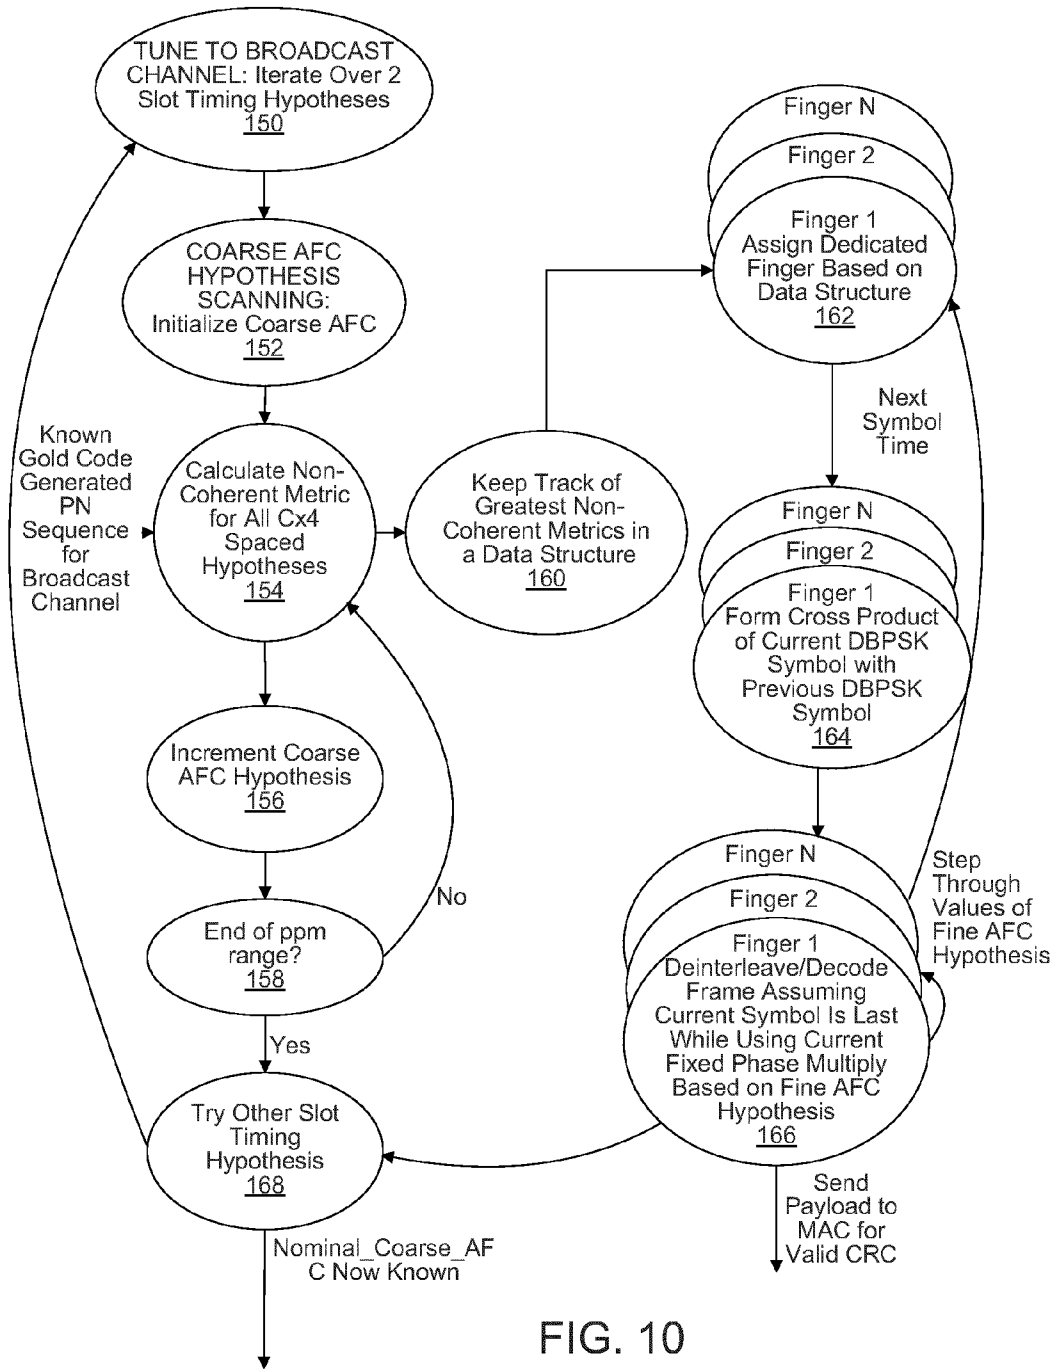 TUNE TO BROADCAST
CHANNEL: Iterate Over 2
Slot Timing Hypotheses
150
COARSE AFC
HYPOTHESIS
SCANNING:
Initialize Coarse AFC
152
Known
Gold Code
Generated
PN
Sequence
for
Broadcast
Channel
Calculate Non-
Coherent Metric
for All Cx4
Spaced
Hypotheses
154
Increment Coarse
AFC Hypothesis
156
End of ppm
range?
158
No
Yes
Try Other Slot
Timing
Hypothesis
168
Nominal_Coarse_AF
C Now Known
Keep Track of
Greatest Non-
Coherent Metrics in
a Data Structure
160
Finger N
Finger 2
Finger 1
Assign Dedicated
Finger Based on
Data Structure
162
Next
Symbol
Time
Finger N
Finger 2
Finger 1
Form Cross Product
of Current DBPSK
Symbol with
Previous DBPSK
Symbol
164
Finger N
Finger 2
Finger 1
Deinterleave/Decode
Frame Assuming
Current Symbol Is Last
While Using Current
Fixed Phase Multiply
Based on Fine AFC
Hypothesis
166
Step
Through
Values of
Fine AFC
Hypothesis
Send
Payload to
MAC for
Valid CRC
FIG. 10